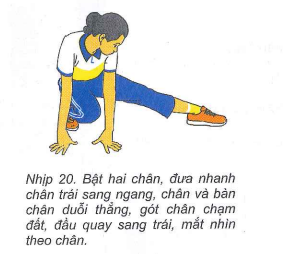 Nhịp 20. Bật hai chân, đưa nhanh
chân trái sang ngang, chân và bàn
chân duỗi thẳng, gót chân chạm
đất, đầu quay sang trái, mắt nhìn
theo chân.